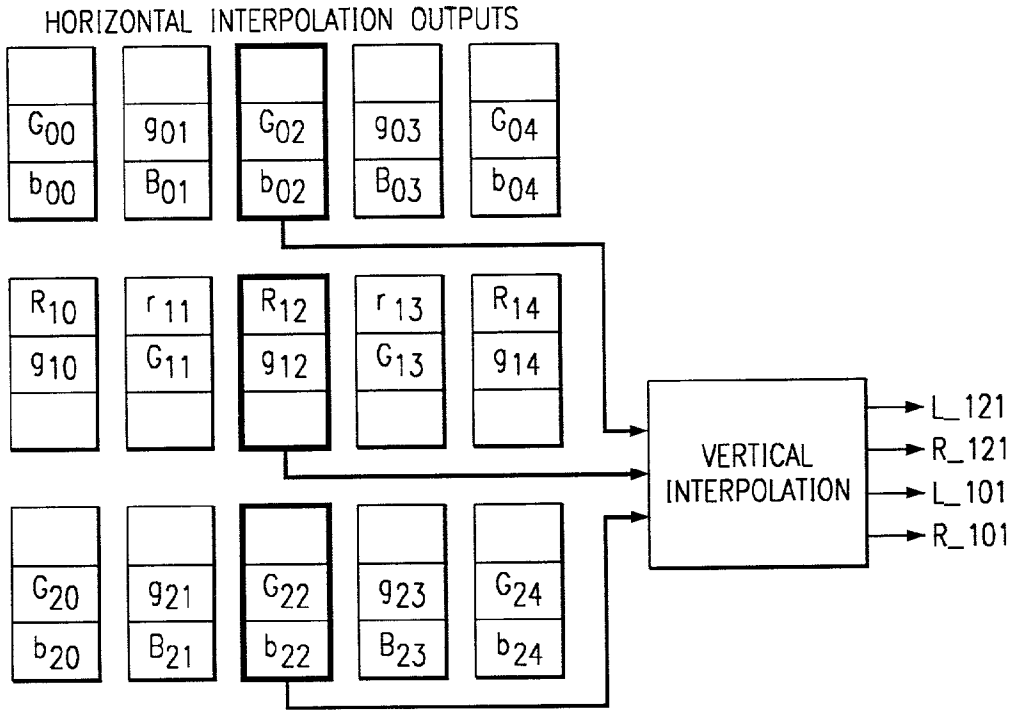 HORIZONTAL INTERPOLATION OUTPUTS
G00 g01 G02 g03 G04
b00 B01 b02 B03 b04
R10 r11 R12 r13 R14
g10 G11 g12 G13 g14
G20 g21 G22 g23 G24
b20 B21 b22 B23 b24
VERTICAL
INTERPOLATION
L_121
R_121
L_101
R_101